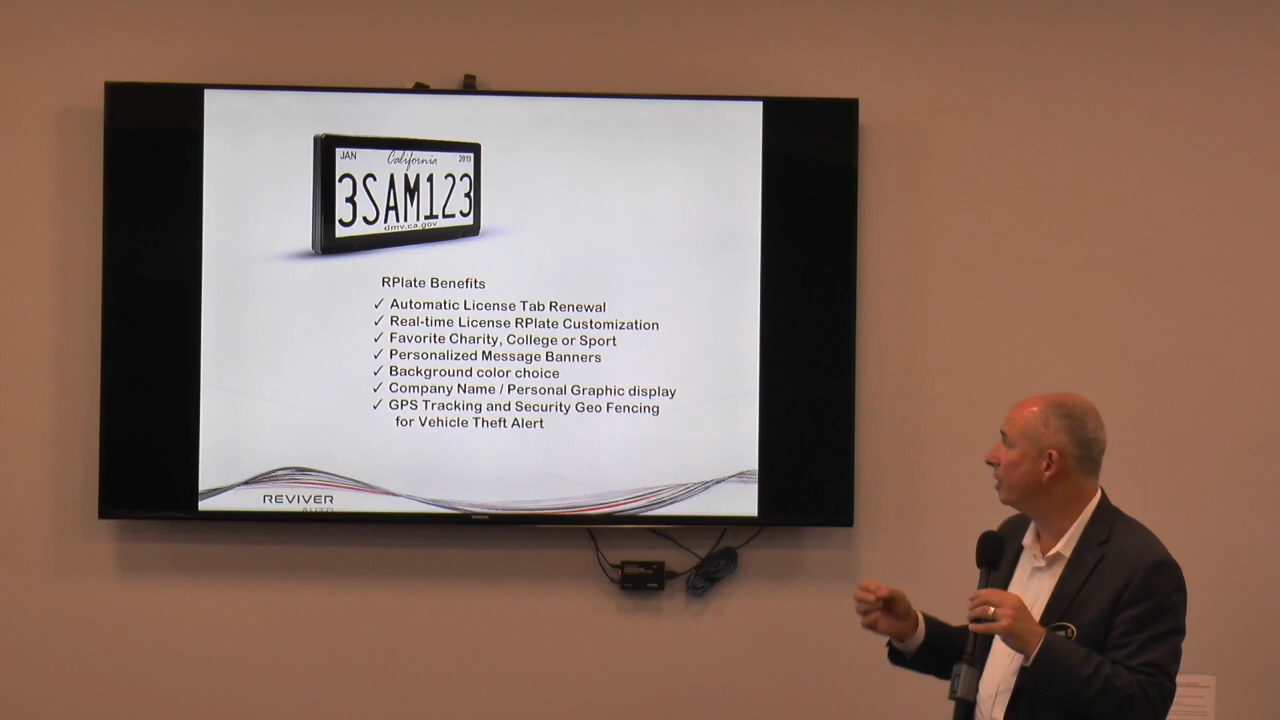 JAN California 2019
3SAM123
dmv.ca.gov
RPlate Benefits
✓ Automatic License Tab Renewal
✓ Real-time License RPlate Customization
✓ Favorite Charity, College or Sport
✓ Personalized Message Banners
✓ Background color choice
✓ Company Name / Personal Graphic display
✓ GPS Tracking and Security Geo Fencing
for Vehicle Theft Alert
REVIVER
AUTO